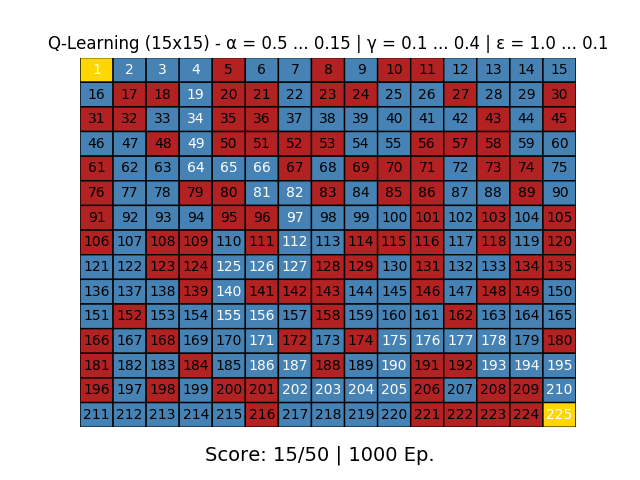 Q-Learning (15x15) - α = 0.5 ... 0.15 | γ = 0.1 ... 0.4 | ε = 1.0 ... 0.1
1 2 3 4 5 6 7 8 9 10 11 12 13 14 15
16 17 18 19 20 21 22 23 24 25 26 27 28 29 30
31 32 33 34 35 36 37 38 39 40 41 42 43 44 45
46 47 48 49 50 51 52 53 54 55 56 57 58 59 60
61 62 63 64 65 66 67 68 69 70 71 72 73 74 75
76 77 78 79 80 81 82 83 84 85 86 87 88 89 90
91 92 93 94 95 96 97 98 99 100 101 102 103 104 105
106 107 108 109 110 111 112 113 114 115 116 117 118 119 120
121 122 123 124 125 126 127 128 129 130 131 132 133 134 135
136 137 138 139 140 141 142 143 144 145 146 147 148 149 150
151 152 153 154 155 156 157 158 159 160 161 162 163 164 165
166 167 168 169 170 171 172 173 174 175 176 177 178 179 180
181 182 183 184 185 186 187 188 189 190 191 192 193 194 195
196 197 198 199 200 201 202 203 204 205 206 207 208 209 210
211 212 213 214 215 216 217 218 219 220 221 222 223 224 225
Score: 15/50 | 1000 Ep.